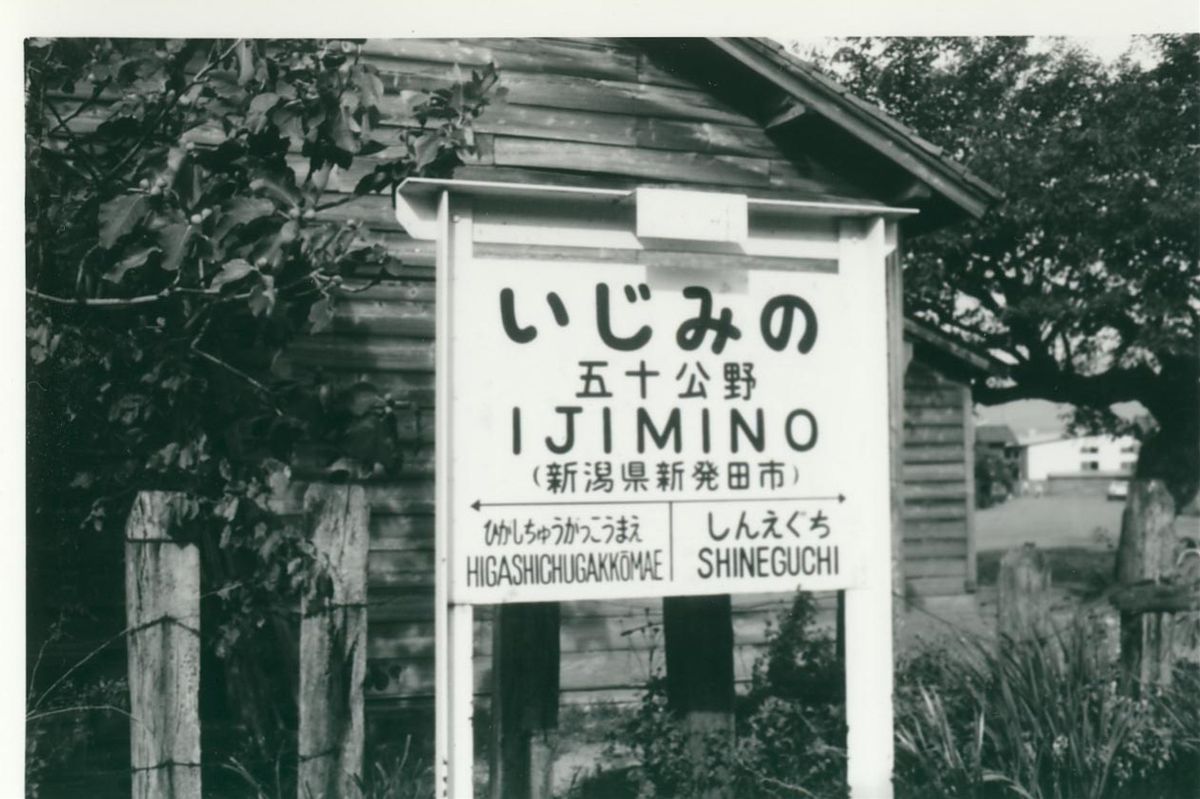 いじみの
五十公野
IJIMINO
(新潟県新発田市)
ひがしちゅうがっこうまえ
HIGASHICHUGAKKŌMAE
しんえぐち
SHINEGUCHI